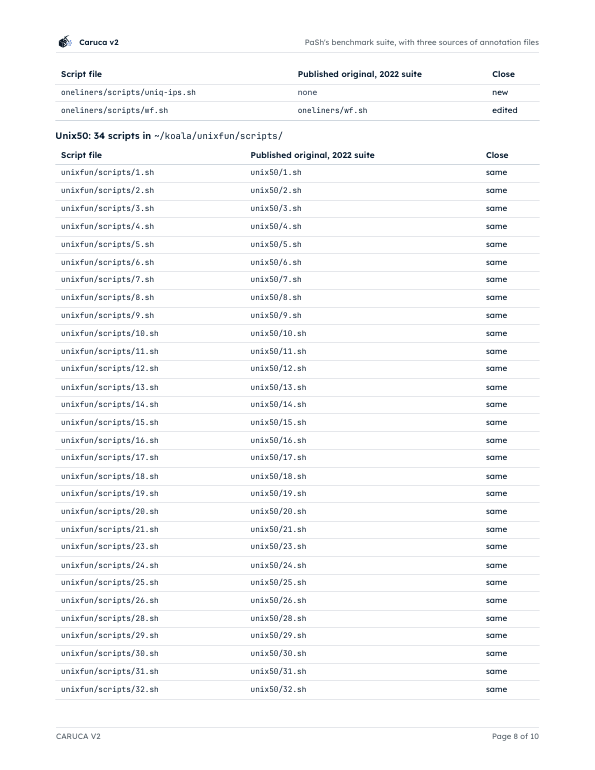 Caruca v2
PaSh's benchmark suite, with three sources of annotation files
Script file Published original, 2022 suite Close
oneliners/scripts/uniq-ips.sh none new
oneliners/scripts/wf.sh oneliners/wf.sh edited
Unix50: 34 scripts in ~/koala/unixfun/scripts/
Script file Published original, 2022 suite Close
unixfun/scripts/1.sh unix50/1.sh same
unixfun/scripts/2.sh unix50/2.sh same
unixfun/scripts/3.sh unix50/3.sh same
unixfun/scripts/4.sh unix50/4.sh same
unixfun/scripts/5.sh unix50/5.sh same
unixfun/scripts/6.sh unix50/6.sh same
unixfun/scripts/7.sh unix50/7.sh same
unixfun/scripts/8.sh unix50/8.sh same
unixfun/scripts/9.sh unix50/9.sh same
unixfun/scripts/10.sh unix50/10.sh same
unixfun/scripts/11.sh unix50/11.sh same
unixfun/scripts/12.sh unix50/12.sh same
unixfun/scripts/13.sh unix50/13.sh same
unixfun/scripts/14.sh unix50/14.sh same
unixfun/scripts/15.sh unix50/15.sh same
unixfun/scripts/16.sh unix50/16.sh same
unixfun/scripts/17.sh unix50/17.sh same
unixfun/scripts/18.sh unix50/18.sh same
unixfun/scripts/19.sh unix50/19.sh same
unixfun/scripts/20.sh unix50/20.sh same
unixfun/scripts/21.sh unix50/21.sh same
unixfun/scripts/23.sh unix50/23.sh same
unixfun/scripts/24.sh unix50/24.sh same
unixfun/scripts/25.sh unix50/25.sh same
unixfun/scripts/26.sh unix50/26.sh same
unixfun/scripts/28.sh unix50/28.sh same
unixfun/scripts/29.sh unix50/29.sh same
unixfun/scripts/30.sh unix50/30.sh same
unixfun/scripts/31.sh unix50/31.sh same
unixfun/scripts/32.sh unix50/32.sh same
CARUCA V2
Page 8 of 10